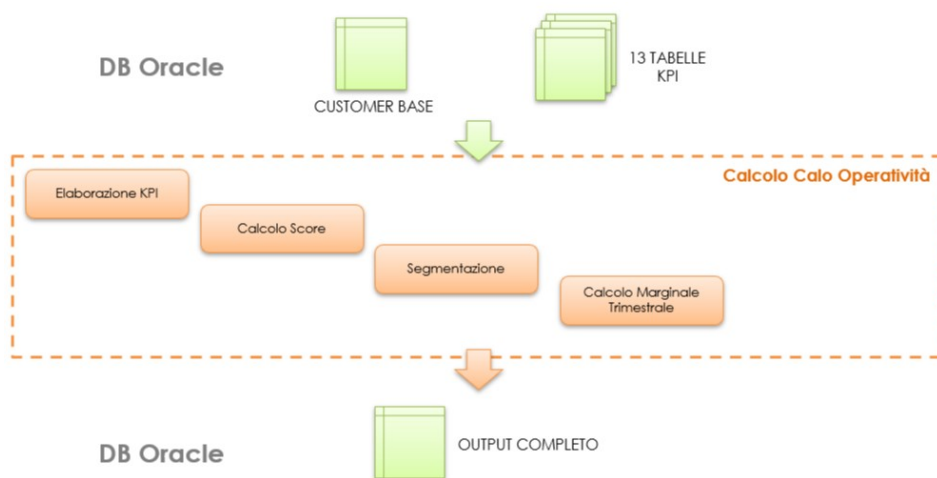 DB Oracle
CUSTOMER BASE
13 TABELLE
KPI
Calcolo Calo Operatività
Elaborazione KPI
Calcolo Score
Segmentazione
Calcolo Marginale
Trimestrale
DB Oracle
OUTPUT COMPLETO